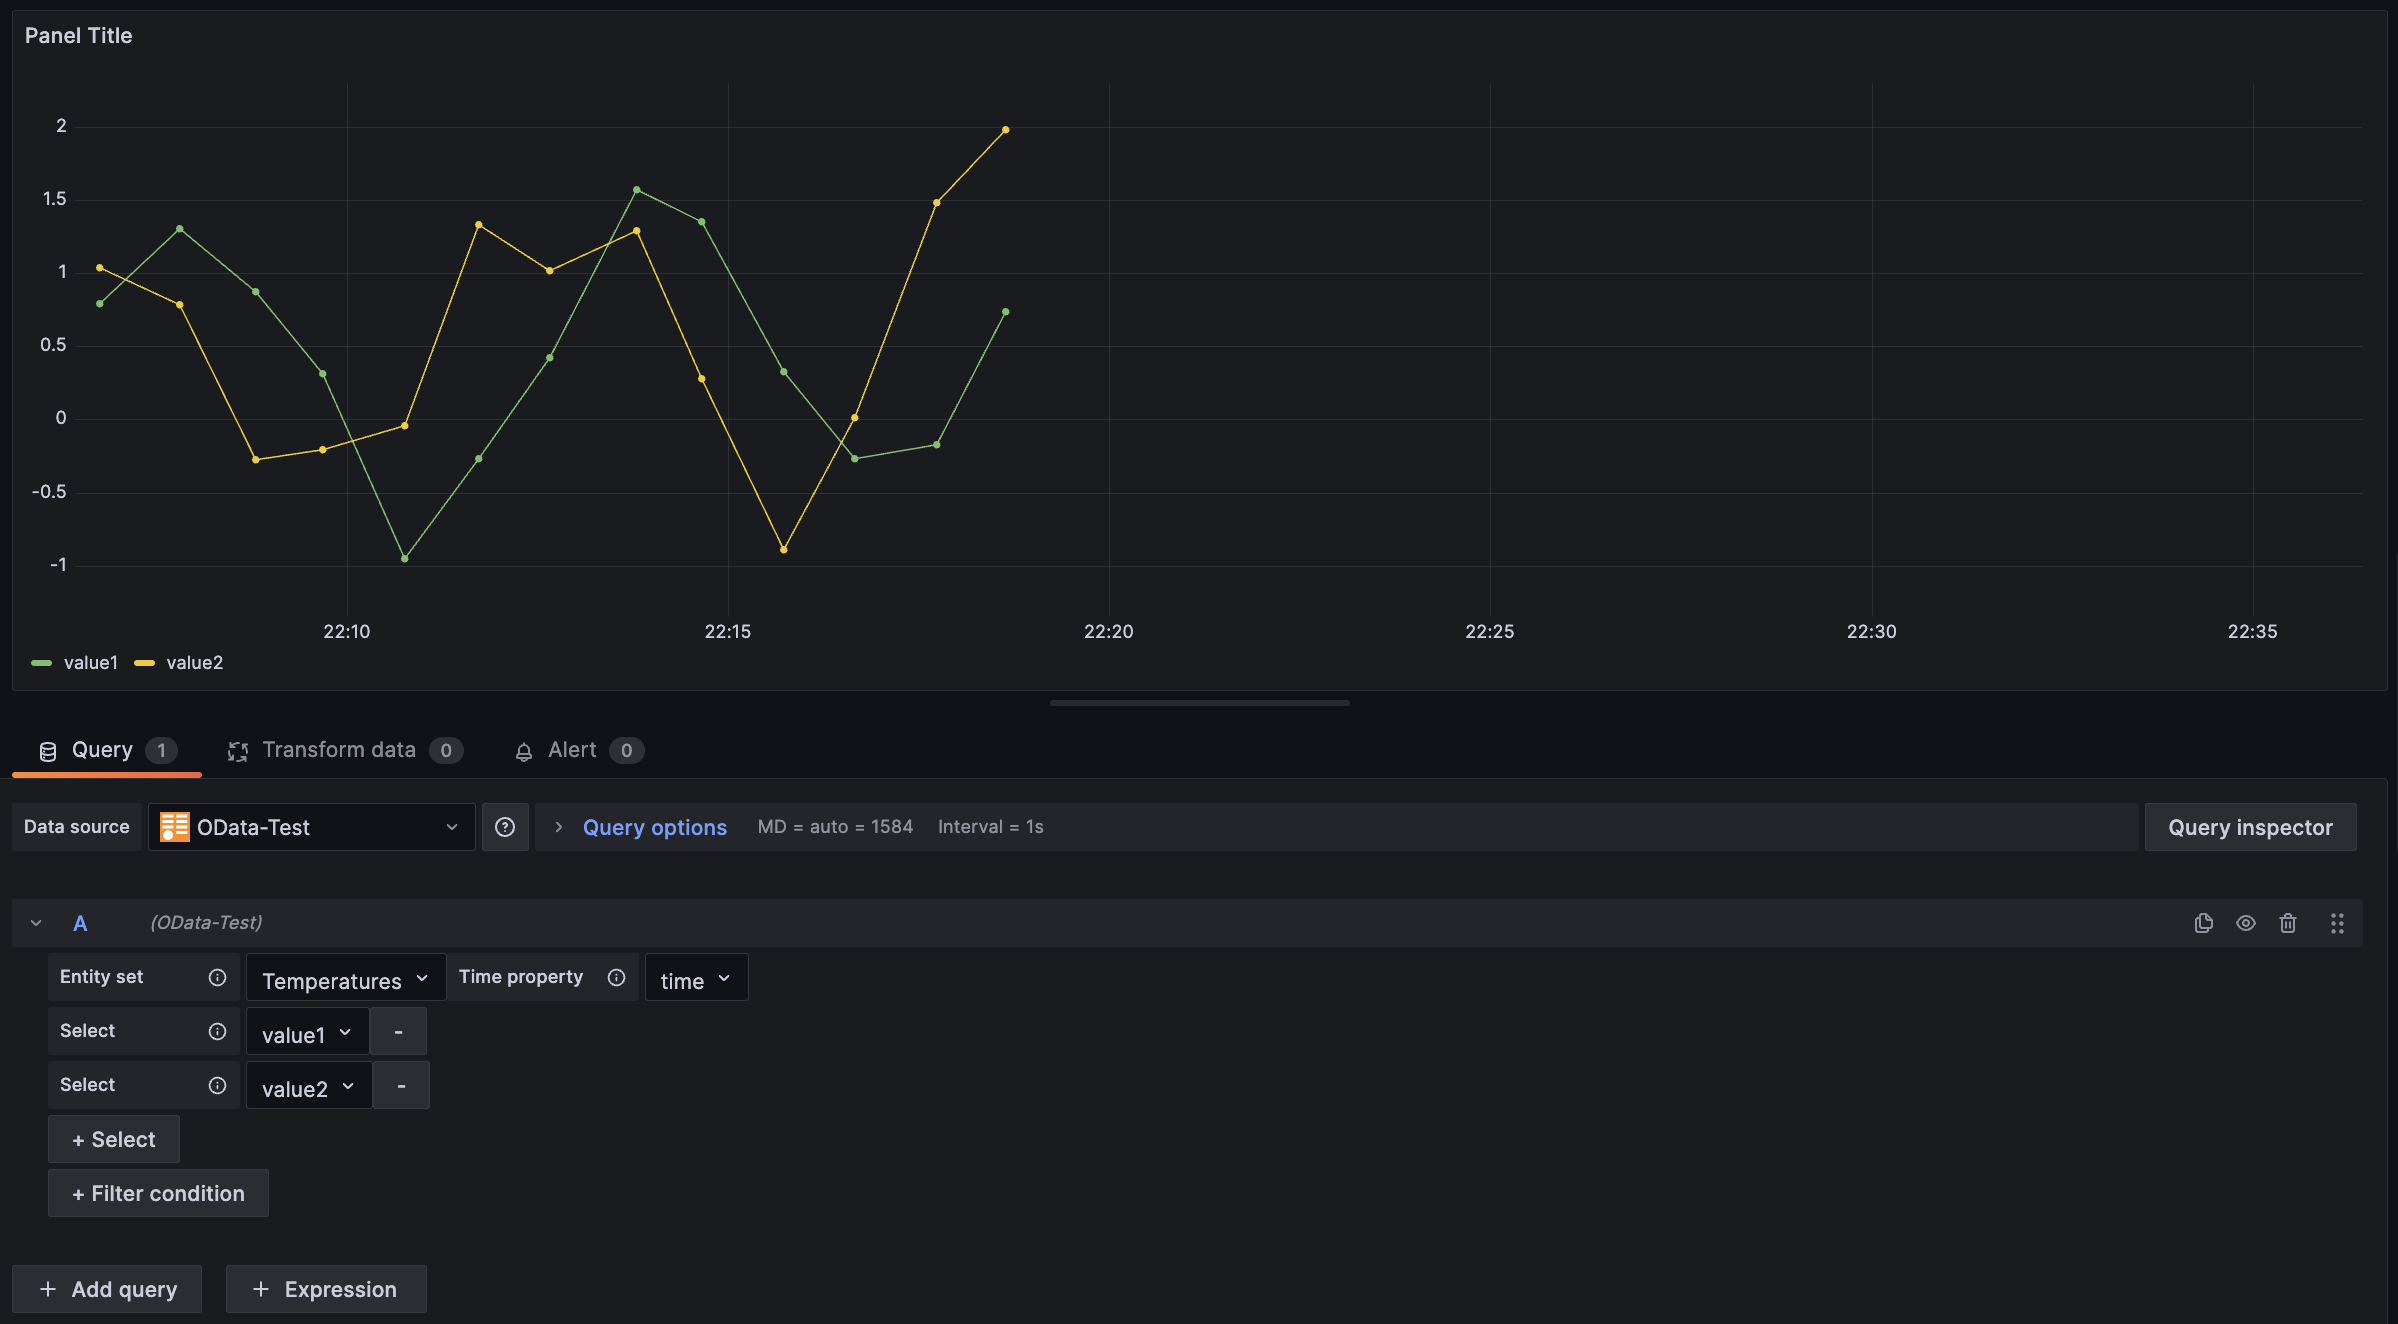 Panel Title
2
1.5
1
0.5
0
-0.5
-1
22:10 22:15 22:20 22:25 22:30 22:35
value1 value2
Query 1 Transform data 0 Alert 0
Data source OData-Test Query options MD = auto = 1584 Interval = 1s Query inspector
A (OData-Test)
Entity set Temperatures Time property time
Select value1 -
Select value2 -
+ Select
+ Filter condition
+ Add query + Expression